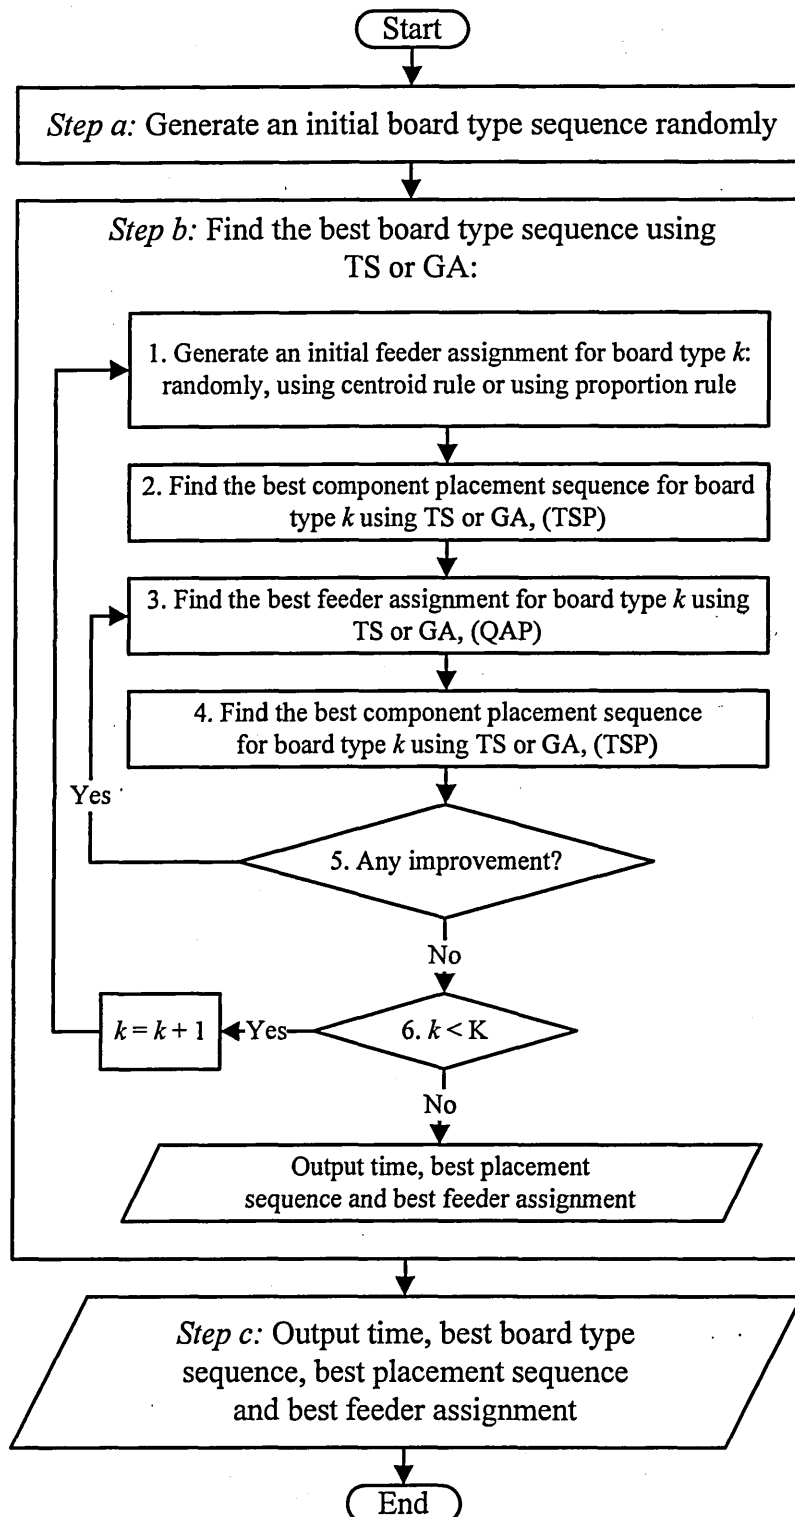 Start
Step a: Generate an initial board type sequence randomly
Step b: Find the best board type sequence using
TS or GA:
1. Generate an initial feeder assignment for board type k:
randomly, using centroid rule or using proportion rule
2. Find the best component placement sequence for board
type k using TS or GA, (TSP)
3. Find the best feeder assignment for board type k using
TS or GA, (QAP)
4. Find the best component placement sequence
for board type k using TS or GA, (TSP)
Yes
5. Any improvement?
No
k = k + 1
Yes
6. k < K
No
Output time, best placement
sequence and best feeder assignment
Step c: Output time, best board type
sequence, best placement sequence
and best feeder assignment
End